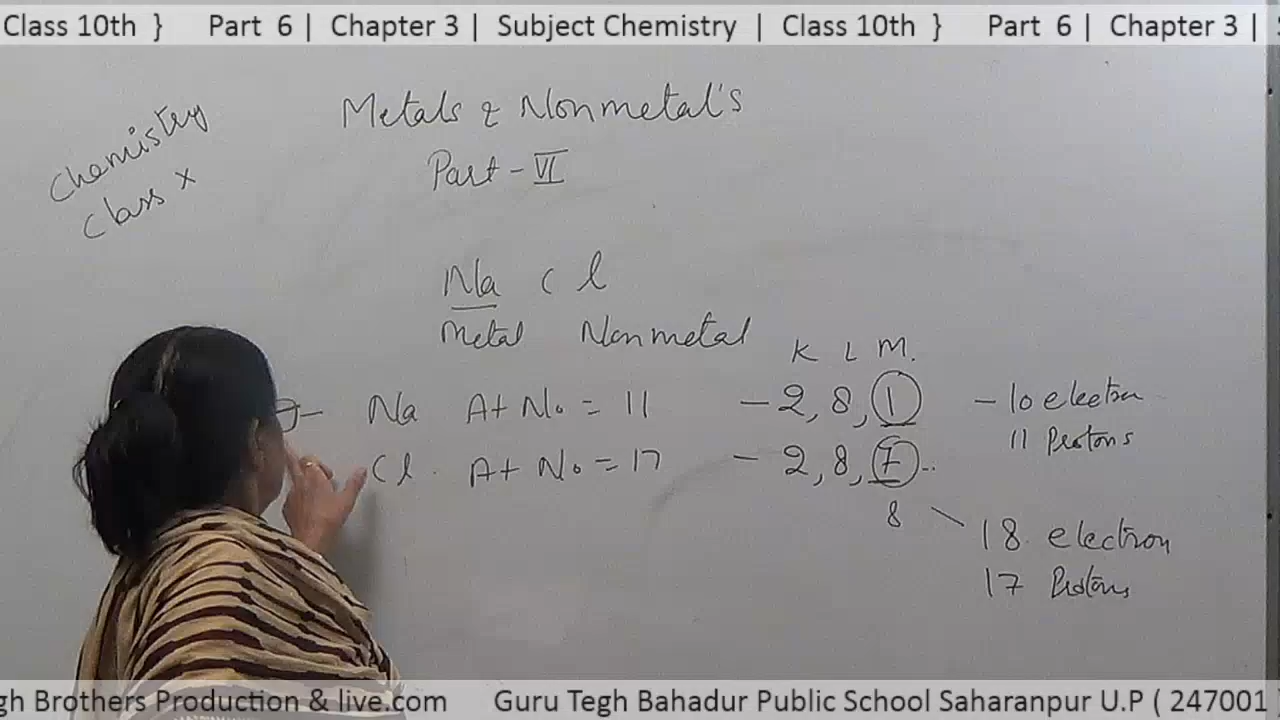 Class 10th } Part 6 | Chapter 3 | Subject Chemistry | Class 10th } Part 6 | Chapter 3 |
Chemistry
Class X
Metals & Nonmetal's
Part - VI
Na Cl
Metal Nonmetal
K L M.
Na At No = 11 - 2, 8, 1 - 10 electron
11 Protons
Cl. At No = 17 - 2, 8, 7..
8
18 electron
17 Protons
gh Brothers Production & live.com Guru Tegh Bahadur Public School Saharanpur U.P ( 247001 )